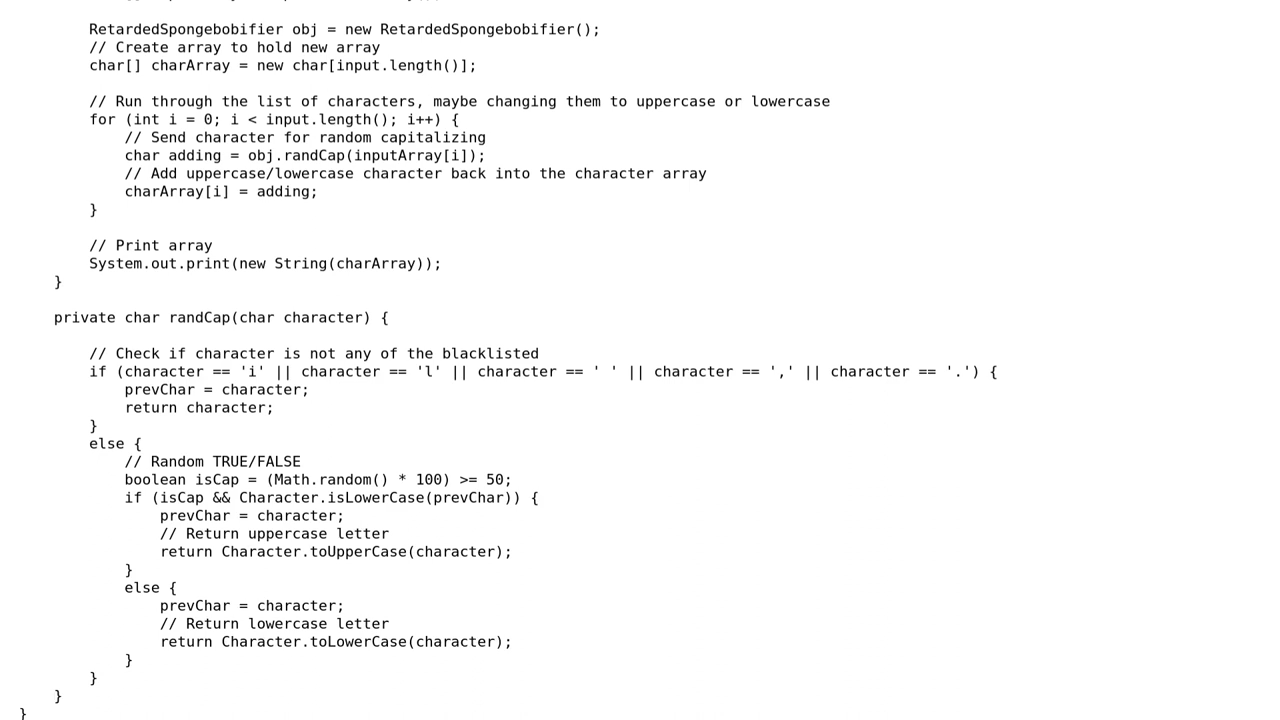 RetardedSpongebobifier obj = new RetardedSpongebobifier();
// Create array to hold new array
char[] charArray = new char[input.length()];
// Run through the list of characters, maybe changing them to uppercase or lowercase
for (int i = 0; i < input.length(); i++) {
// Send character for random capitalizing
char adding = obj.randCap(inputArray[i]);
// Add uppercase/lowercase character back into the character array
charArray[i] = adding;
}
// Print array
System.out.print(new String(charArray));
}
private char randCap(char character) {
// Check if character is not any of the blacklisted
if (character == 'i' || character == 'l' || character == ' ' || character == ',' || character == '.') {
prevChar = character;
return character;
}
else {
// Random TRUE/FALSE
boolean isCap = (Math.random() * 100) >= 50;
if (isCap && Character.isLowerCase(prevChar)) {
prevChar = character;
// Return uppercase letter
return Character.toUpperCase(character);
}
else {
prevChar = character;
// Return lowercase letter
return Character.toLowerCase(character);
}
}
}
}